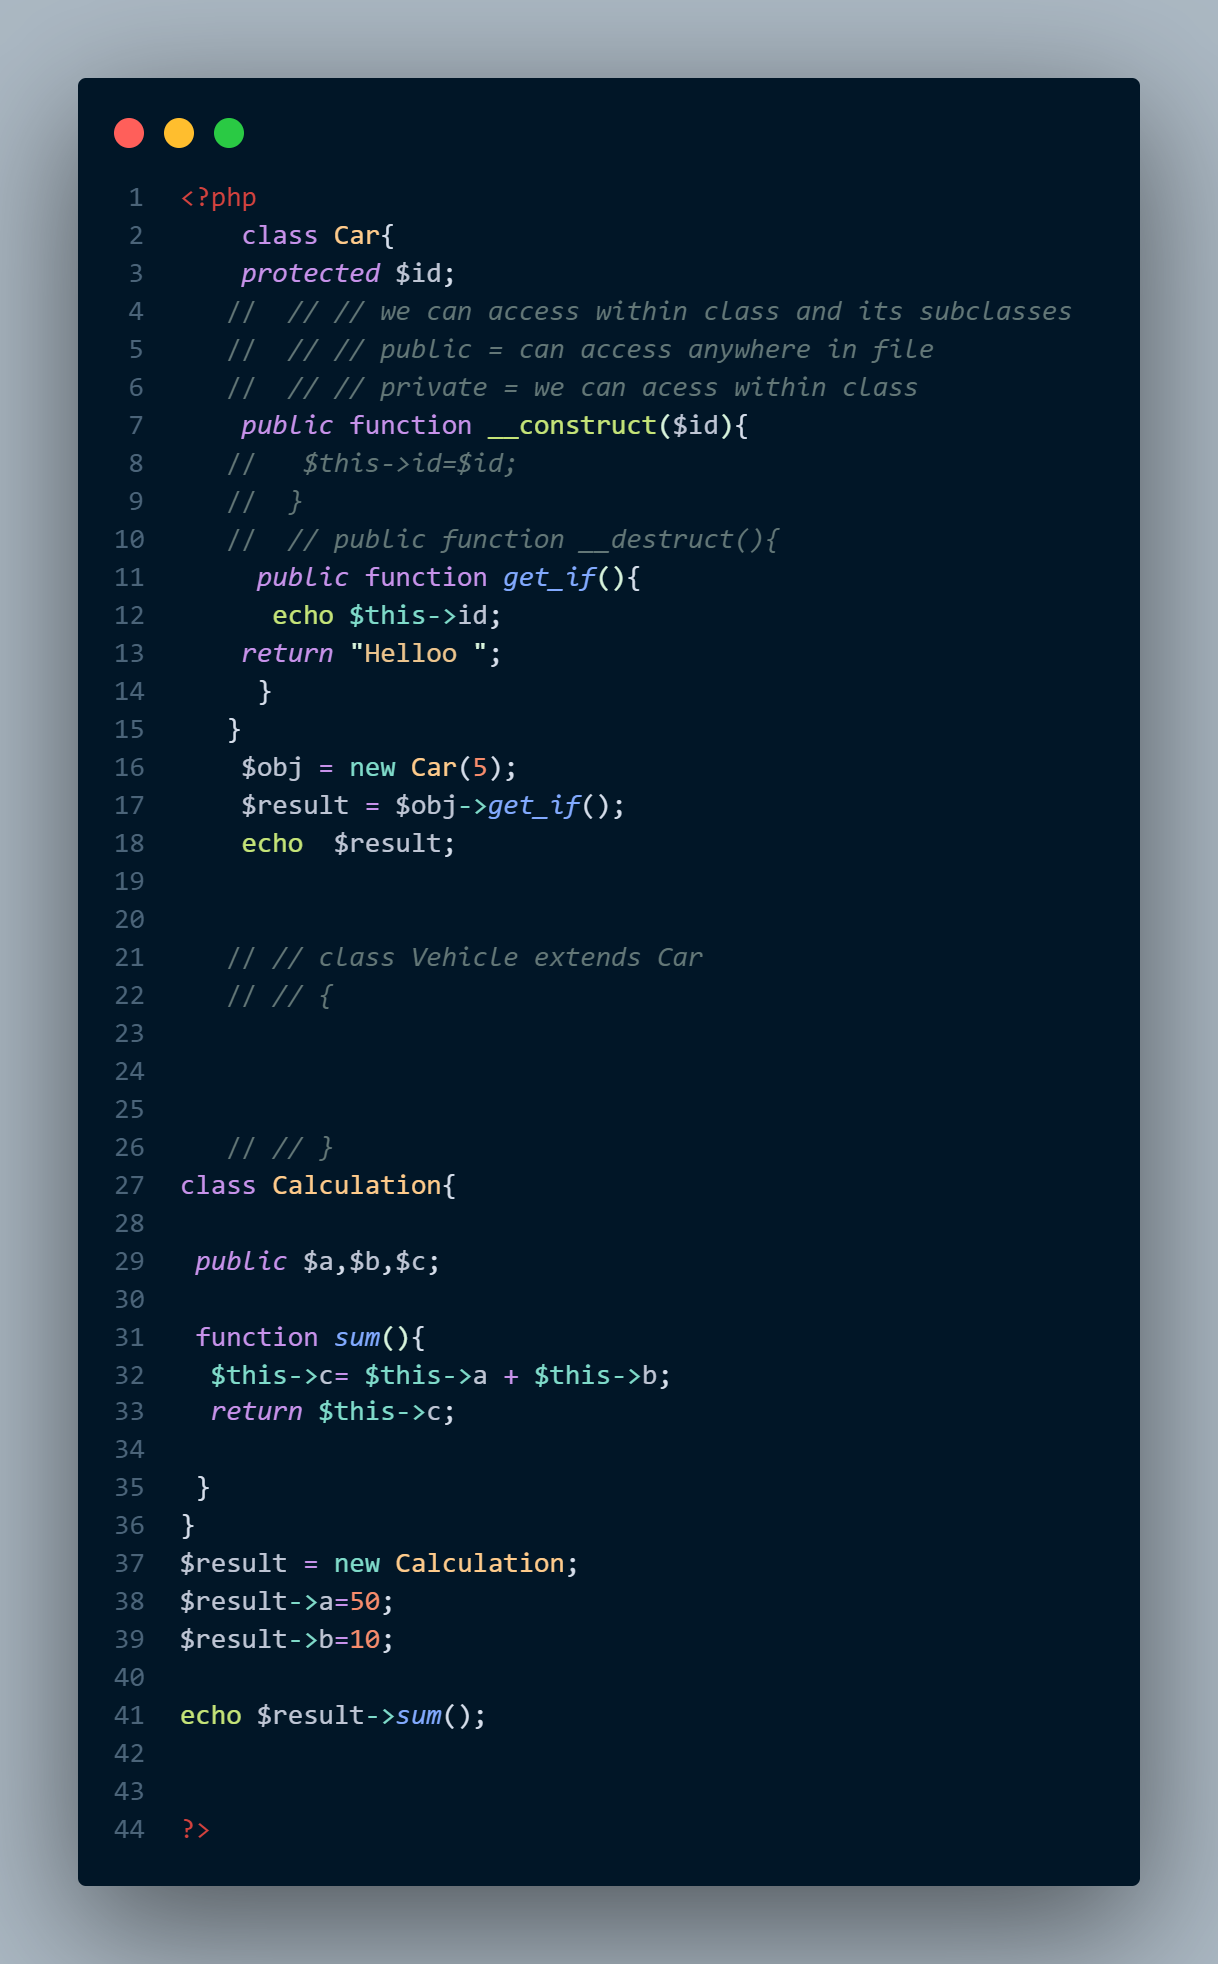 1 <?php
2 class Car{
3 protected $id;
4 // // // we can access within class and its subclasses
5 // // // public = can access anywhere in file
6 // // // private = we can acess within class
7 public function __construct($id){
8 // $this->id=$id;
9 // }
10 // // public function __destruct(){
11 public function get_if(){
12 echo $this->id;
13 return "Helloo ";
14 }
15 }
16 $obj = new Car(5);
17 $result = $obj->get_if();
18 echo  $result;
19
20
21 // // class Vehicle extends Car
22 // // {
23
24
25
26 // // }
27 class Calculation{
28
29 public $a,$b,$c;
30
31 function sum(){
32 $this->c= $this->a + $this->b;
33 return $this->c;
34
35 }
36 }
37 $result = new Calculation;
38 $result->a=50;
39 $result->b=10;
40
41 echo $result->sum();
42
43
44 ?>